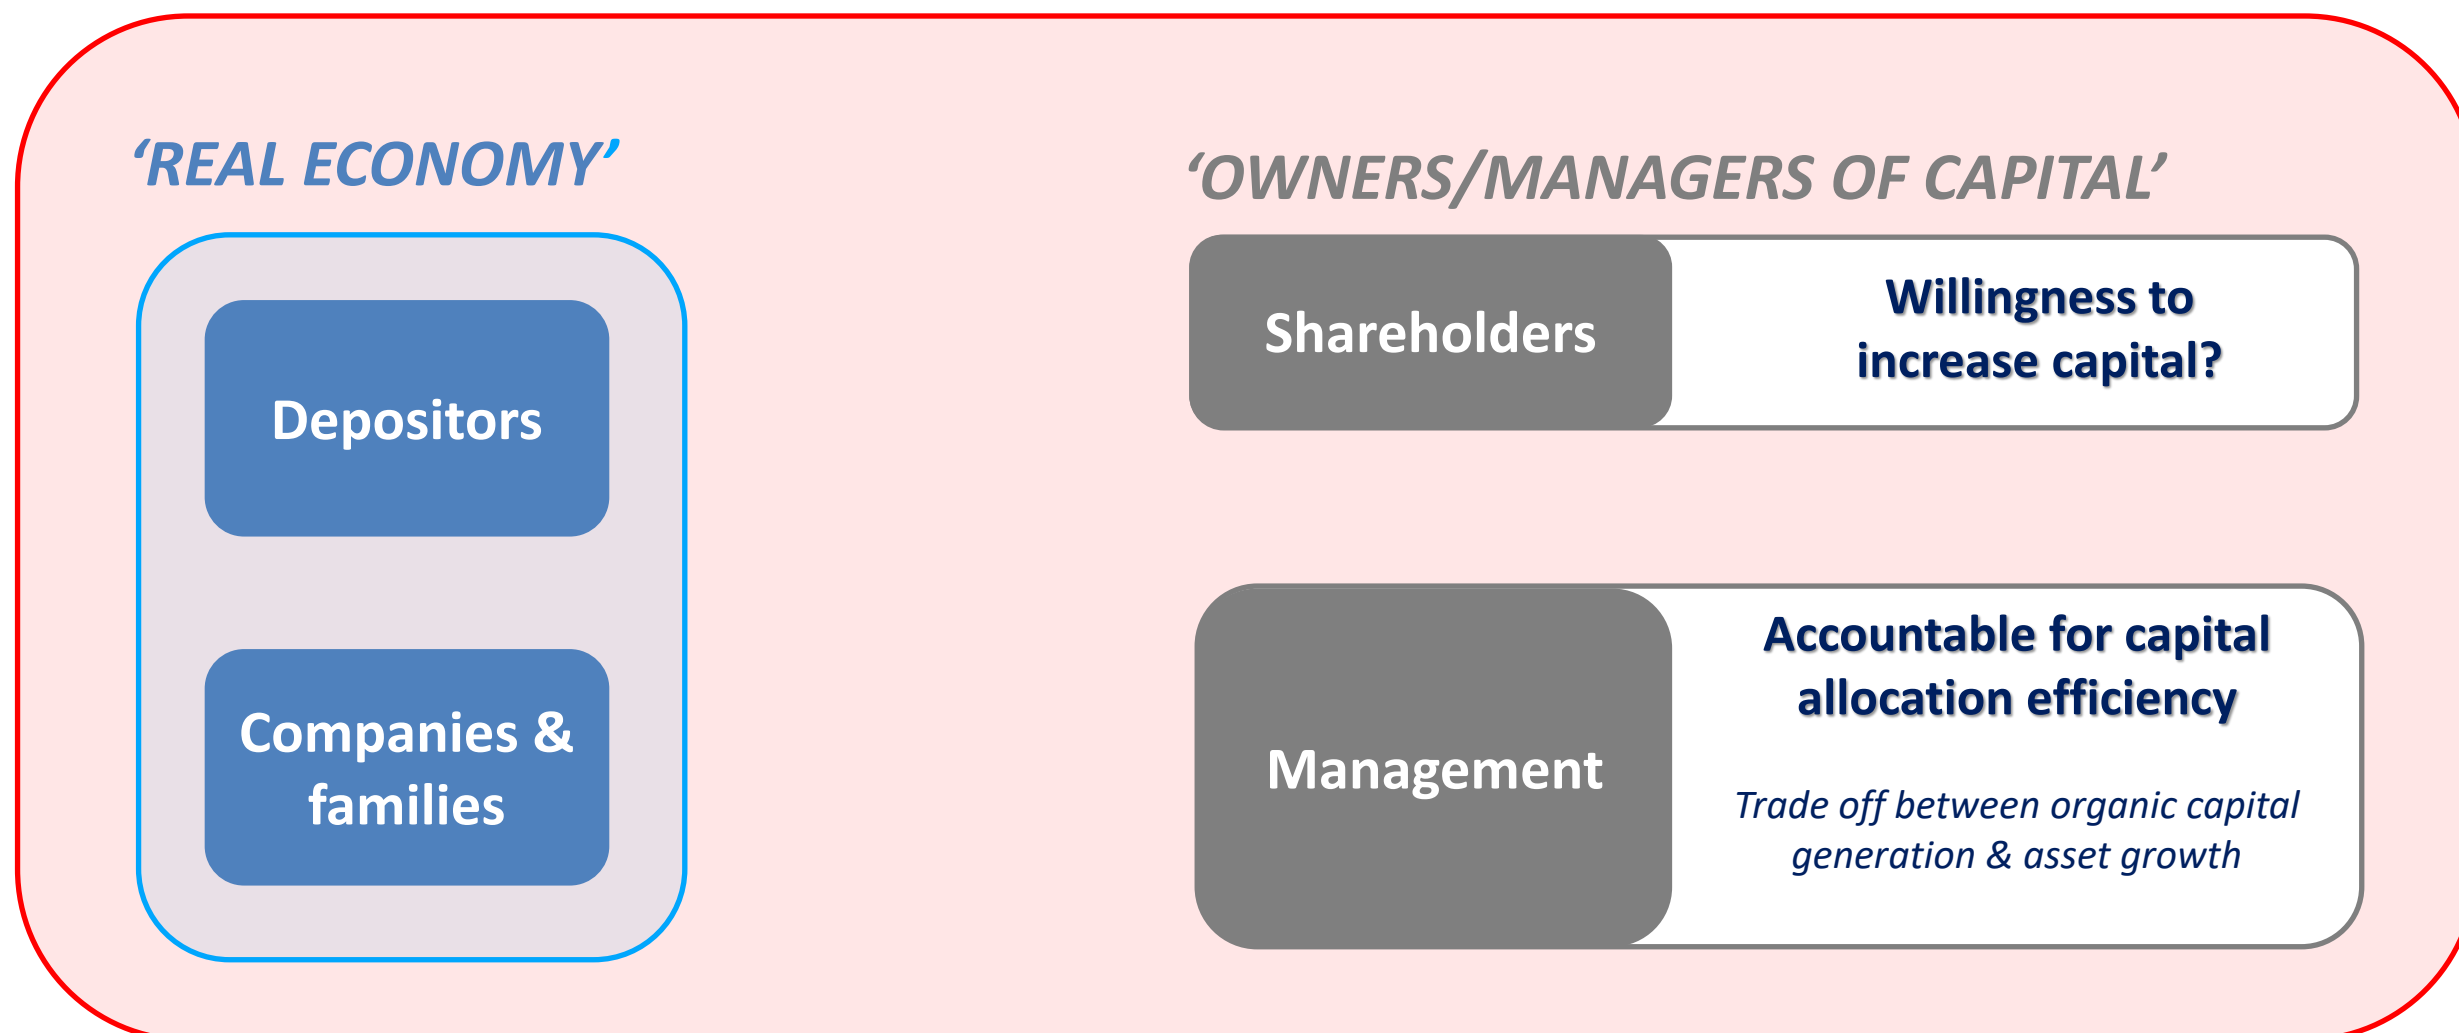 ‘REAL ECONOMY’
Depositors
Companies &
families
‘OWNERS/MANAGERS OF CAPITAL’
Shareholders
Willingness to
increase capital?
Management
Accountable for capital
allocation efficiency
Trade off between organic capital
generation & asset growth